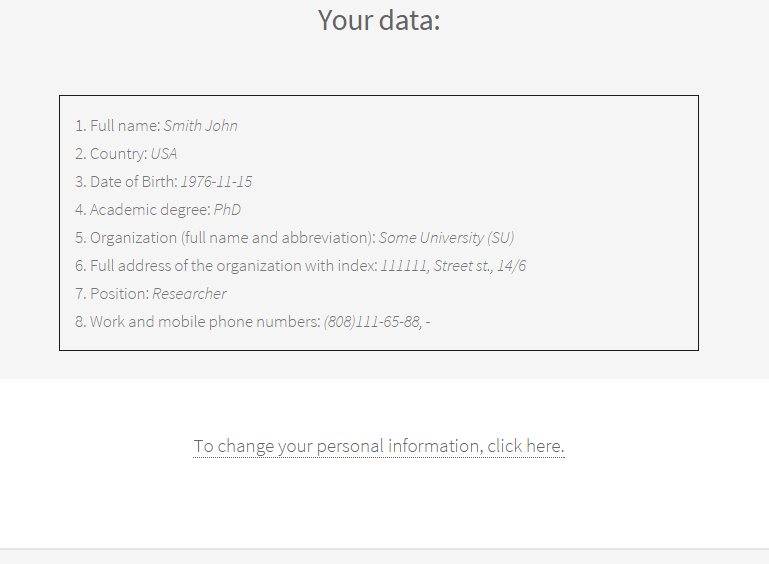 Your data:
1. Full name: Smith John
2. Country: USA
3. Date of Birth: 1976-11-15
4. Academic degree: PhD
5. Organization (full name and abbreviation): Some University (SU)
6. Full address of the organization with index: 111111, Street st., 14/6
7. Position: Researcher
8. Work and mobile phone numbers: (808)111-65-88, -
To change your personal information, click here.